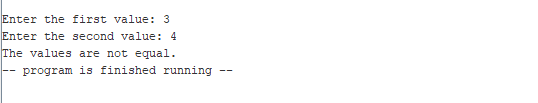 Enter the first value: 3
Enter the second value: 4
The values are not equal.
-- program is finished running --